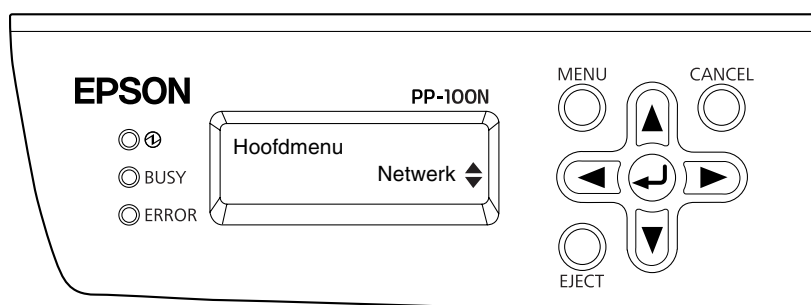 EPSON
PP-100N
MENU
CANCEL
Hoofdmenu
Netwerk
BUSY
ERROR
EJECT